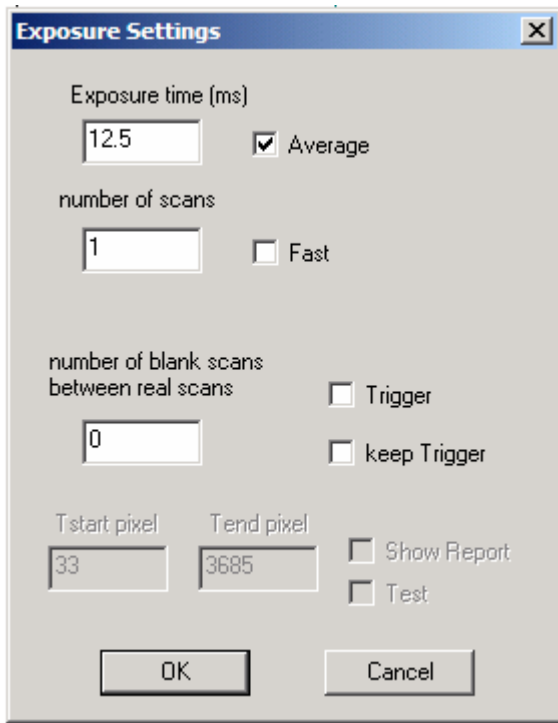 Exposure Settings
Exposure time (ms)
12.5
Average
number of scans
1
Fast
number of blank scans
between real scans
Trigger
0
keep Trigger
Tstart pixel
Tend pixel
33
3685
Show Report
Test
OK
Cancel